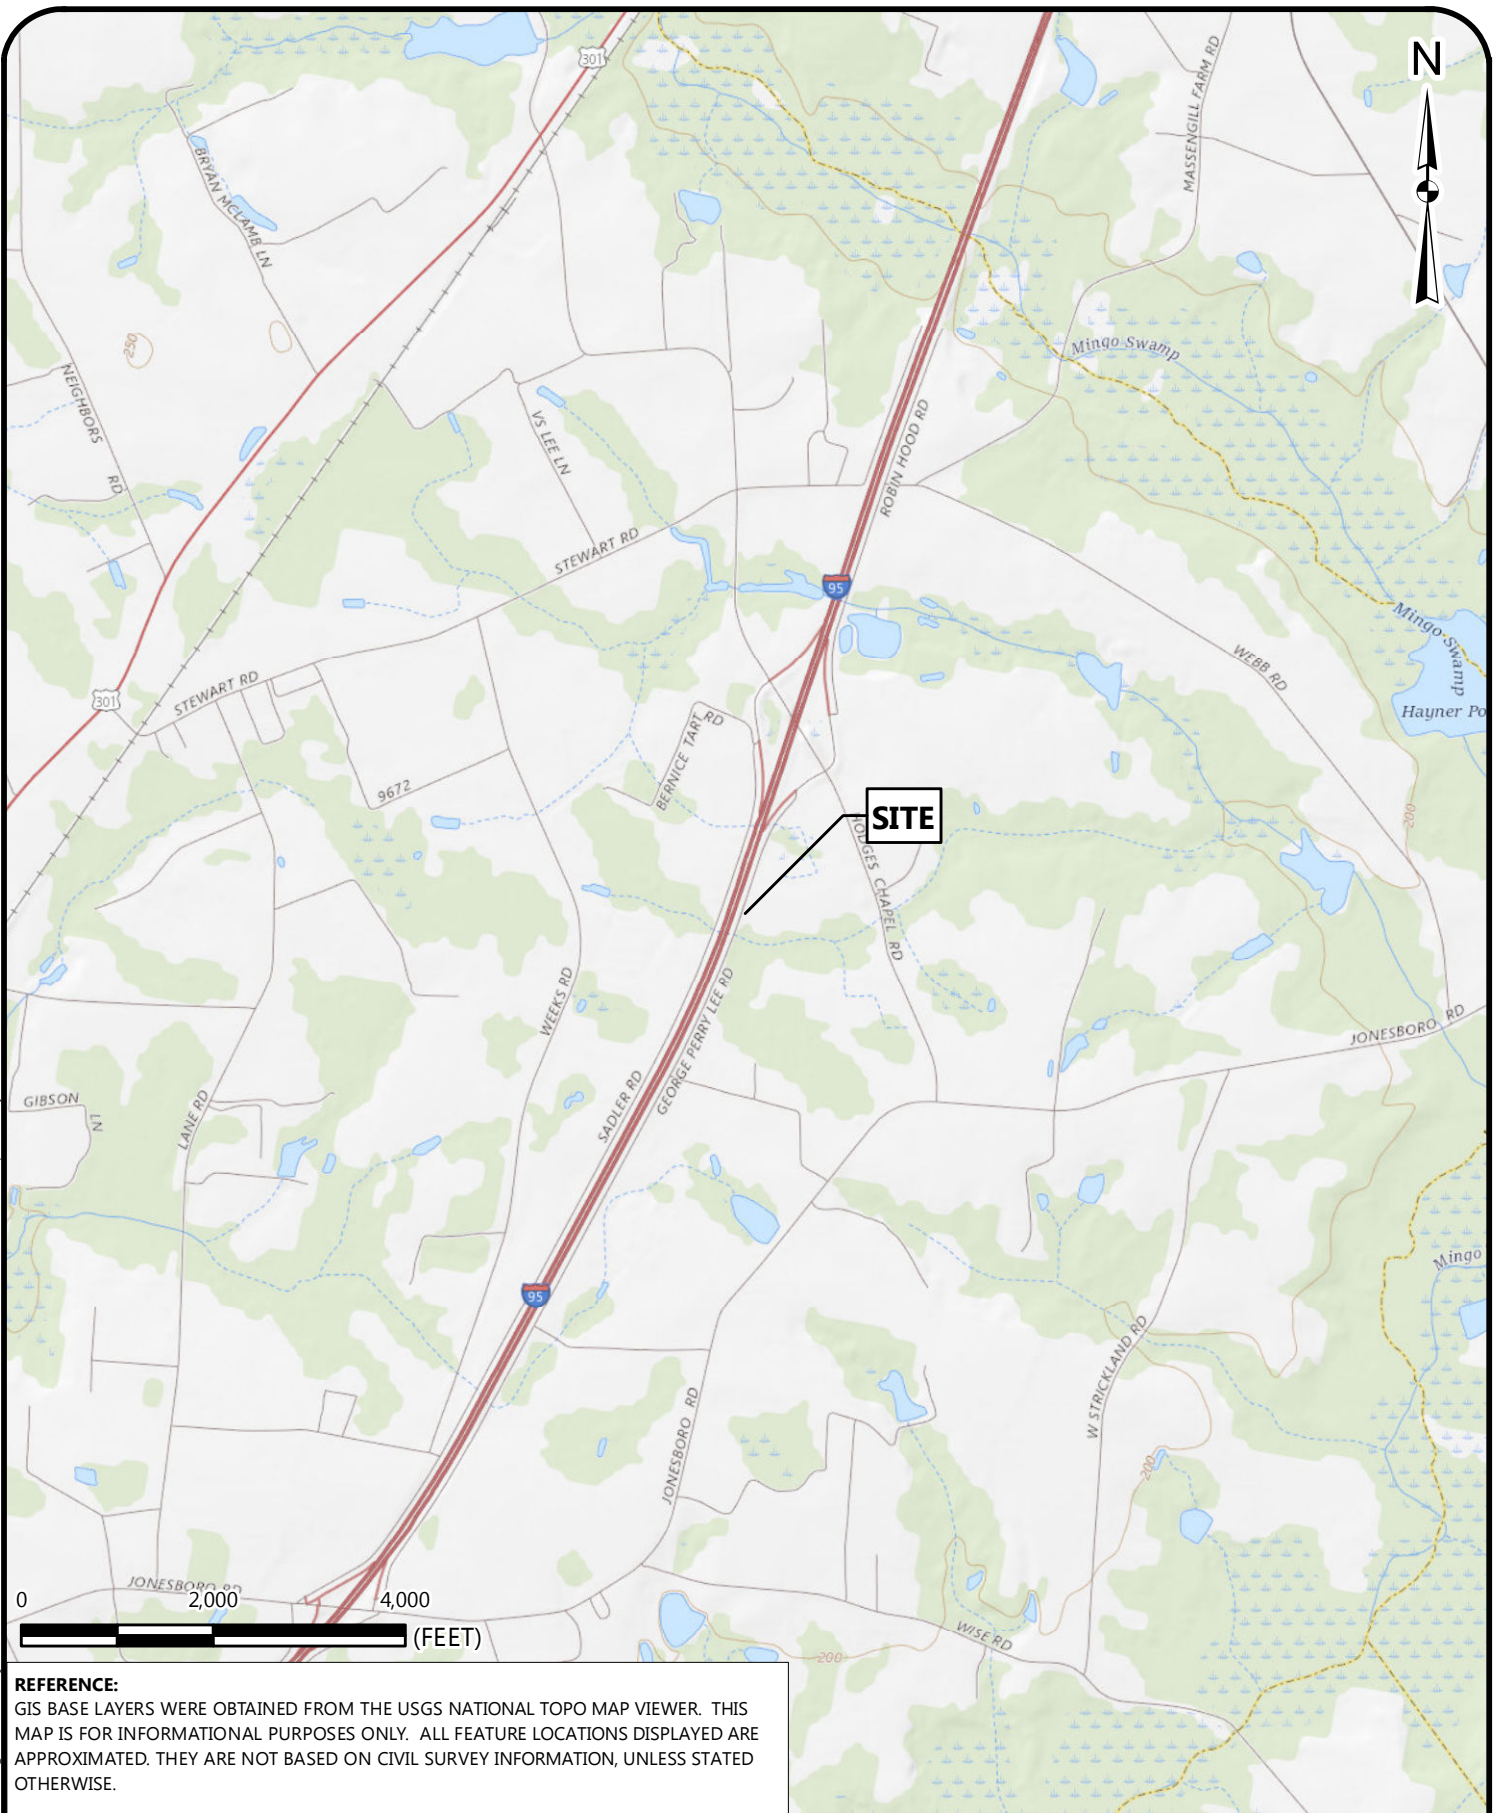 N
301
MASSENGILL FARM RD
BRYAN MCLAMB LN
250
Mingo Swamp
NEIGHBORS
RD
VS LEE LN
ROBIN HOOD RD
STEWART RD
95
Mingo Swamp
WEBB RD
301
STEWART RD
Hayner Po
BERNICE TART
RD
9672
SITE
200
HODGES CHAPEL RD
WEEKS RD
GEORGE PERRY LEE RD
JONESBORO RD
SADLER RD
GIBSON
LN
LANE RD
Mingo
95
W STRICKLAND RD
JONESBORO RD
200
JONESBORO RD
0 2,000 4,000
(FEET)
WISE RD
200
REFERENCE:
GIS BASE LAYERS WERE OBTAINED FROM THE USGS NATIONAL TOPO MAP VIEWER. THIS
MAP IS FOR INFORMATIONAL PURPOSES ONLY. ALL FEATURE LOCATIONS DISPLAYED ARE
APPROXIMATED. THEY ARE NOT BASED ON CIVIL SURVEY INFORMATION, UNLESS STATED
OTHERWISE.